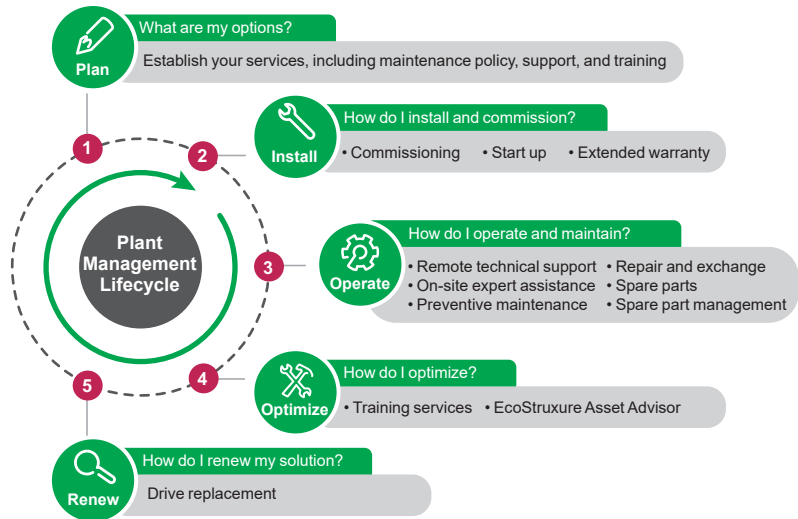 What are my options?
Plan
Establish your services, including maintenance policy, support, and training
1
How do I install and commission?
2
Install
• Commissioning • Start up • Extended warranty
Plant
Management
Lifecycle
How do I operate and maintain?
3
Operate
• Remote technical support • Repair and exchange
• On-site expert assistance • Spare parts
• Preventive maintenance • Spare part management
How do I optimize?
4
Optimize
• Training services • EcoStruxure Asset Advisor
5
How do I renew my solution?
Renew
Drive replacement